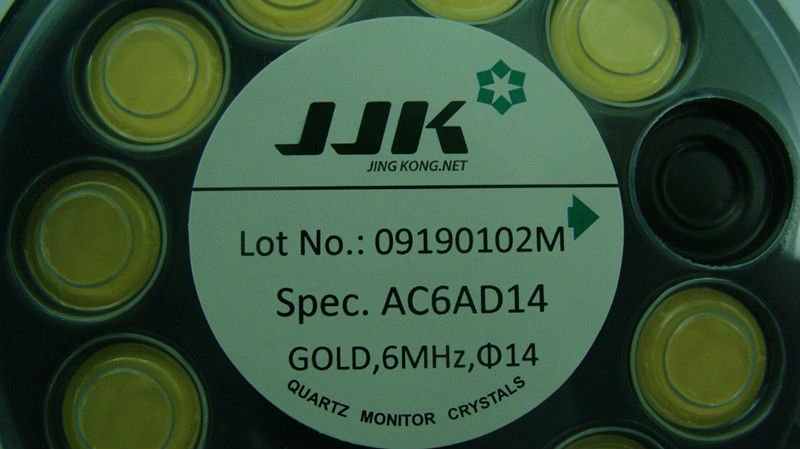 JJK
JING KONG.NET
Lot No.: 09190102M
Spec. AC6AD14
GOLD,6MHz,Φ14
QUARTZ MONITOR CRYSTALS